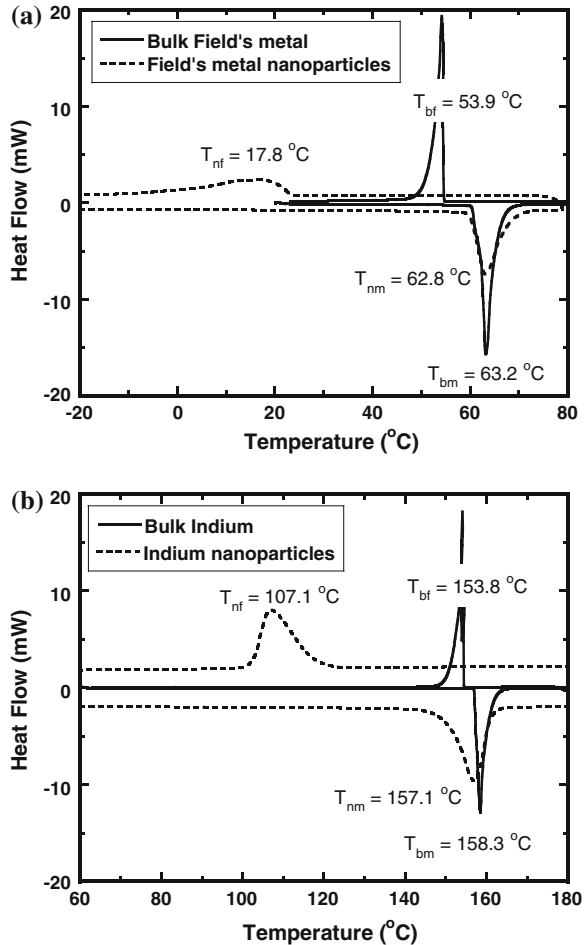 (a)
20
10
0
-10
-20
Heat Flow (mW)
Bulk Field's metal
Field's metal nanoparticles
T_bf = 53.9 °C
T_nf = 17.8 °C
T_nm = 62.8 °C
T_bm = 63.2 °C
-20 0 20 40 60 80
Temperature (°C)
(b)
20
10
0
-10
-20
Heat Flow (mW)
Bulk Indium
Indium nanoparticles
T_nf = 107.1 °C
T_bf = 153.8 °C
T_nm = 157.1 °C
T_bm = 158.3 °C
60 80 100 120 140 160 180
Temperature (°C)